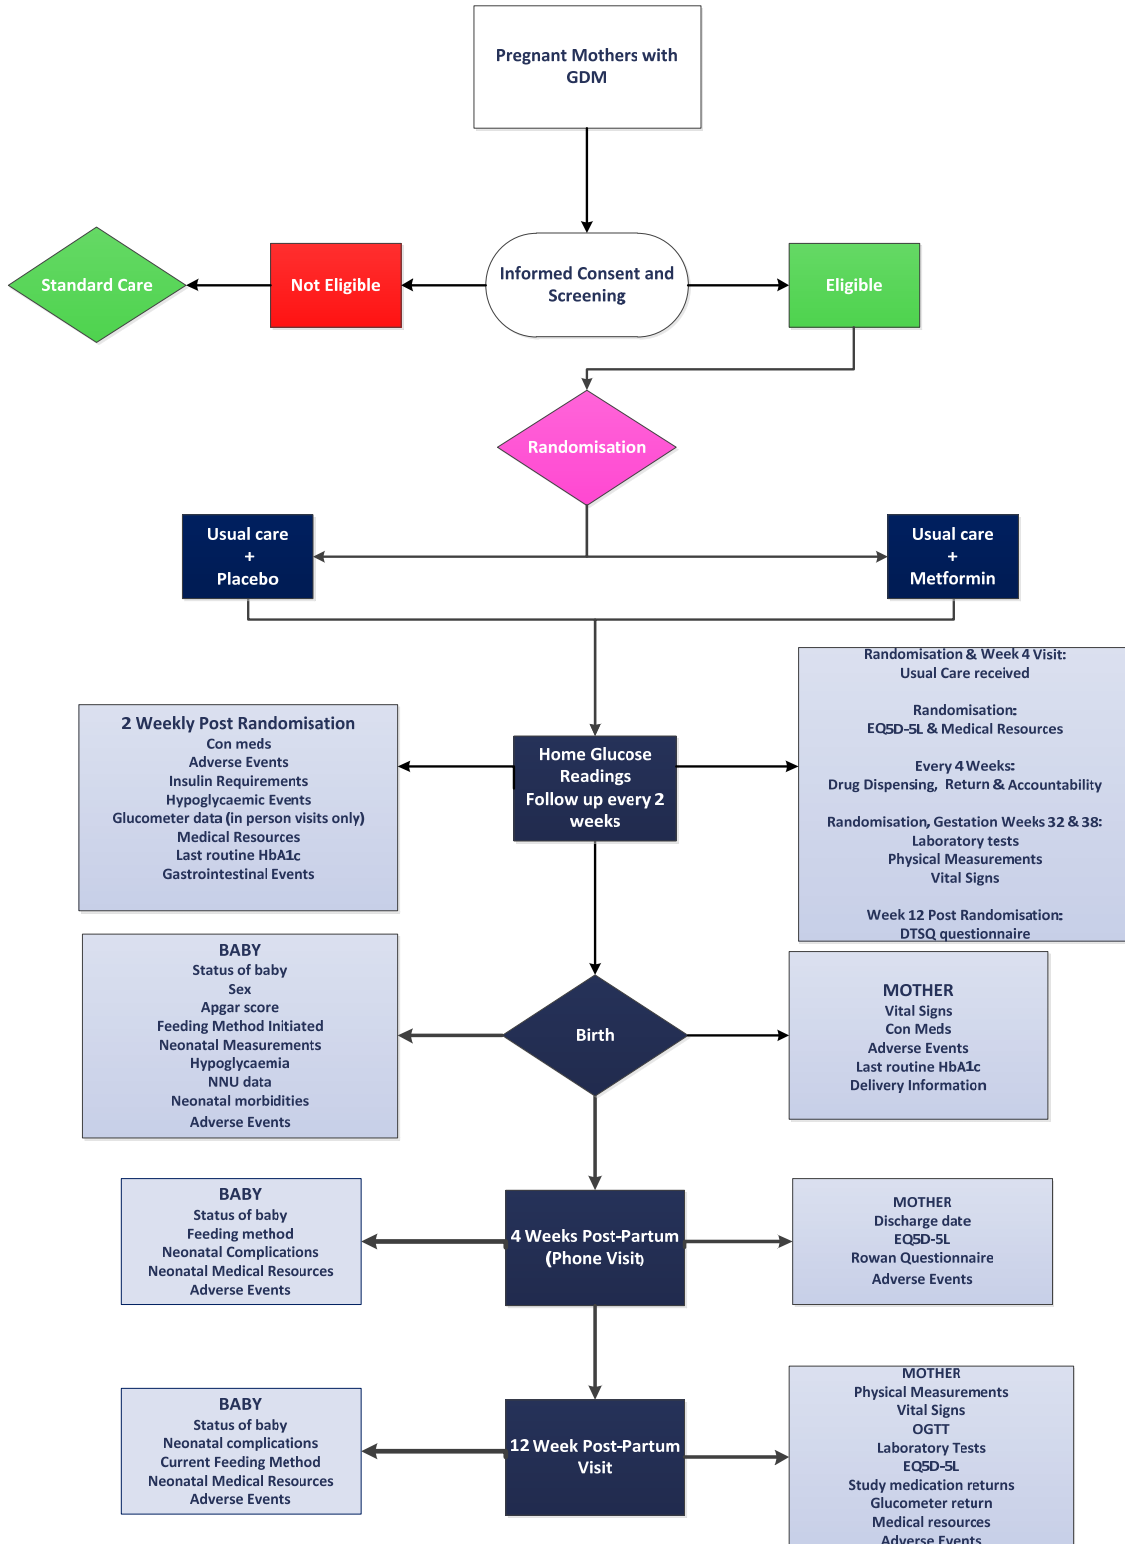 Pregnant Mothers with
GDM
Standard Care
Not Eligible
Informed Consent and
Screening
Eligible
Randomisation
Usual care
+
Placebo
Usual care
+
Metformin
2 Weekly Post Randomisation
Con meds
Adverse Events
Insulin Requirements
Hypoglycaemic Events
Glucometer data (in person visits only)
Medical Resources
Last routine HbA1c
Gastrointestinal Events
Home Glucose
Readings
Follow up every 2
weeks
Randomisation & Week 4 Visit:
Usual Care received
Randomisation:
EQ5D-5L & Medical Resources
Every 4 Weeks:
Drug Dispensing, Return & Accountability
Randomisation, Gestation Weeks 32 & 38:
Laboratory tests
Physical Measurements
Vital Signs
Week 12 Post Randomisation:
DTSQ questionnaire
BABY
Status of baby
Sex
Apgar score
Feeding Method Initiated
Neonatal Measurements
Hypoglycaemia
NNU data
Neonatal morbidities
Adverse Events
Birth
MOTHER
Vital Signs
Con Meds
Adverse Events
Last routine HbA1c
Delivery Information
BABY
Status of baby
Feeding method
Neonatal Complications
Neonatal Medical Resources
Adverse Events
4 Weeks Post-Partum
(Phone Visit)
MOTHER
Discharge date
EQ5D-5L
Rowan Questionnaire
Adverse Events
BABY
Status of baby
Neonatal complications
Current Feeding Method
Neonatal Medical Resources
Adverse Events
12 Week Post-Partum
Visit
MOTHER
Physical Measurements
Vital Signs
OGTT
Laboratory Tests
EQ5D-5L
Study medication returns
Glucometer return
Medical resources
Adverse Events